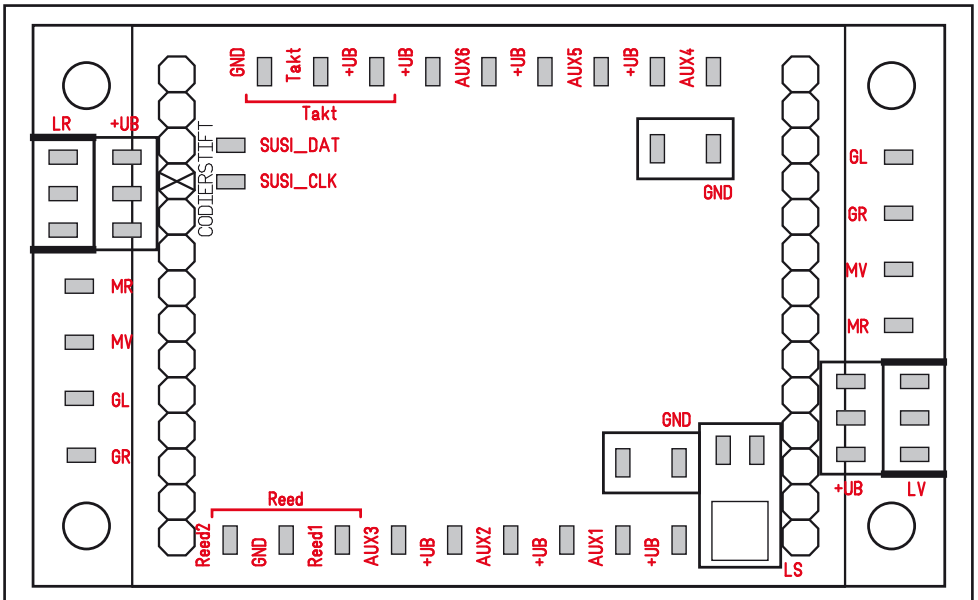 GND Takt +UB +UB AUX6 +UB AUX5 +UB AUX4
Takt
LR +UB
CODIERSTIFT
SUSI_DAT
SUSI_CLK
GND
GL
GR
MV
MR
MR
MV
GL
GR
GND
+UB LV
Reed
Reed2 GND Reed1 AUX3 +UB AUX2 +UB AUX1 +UB
LS